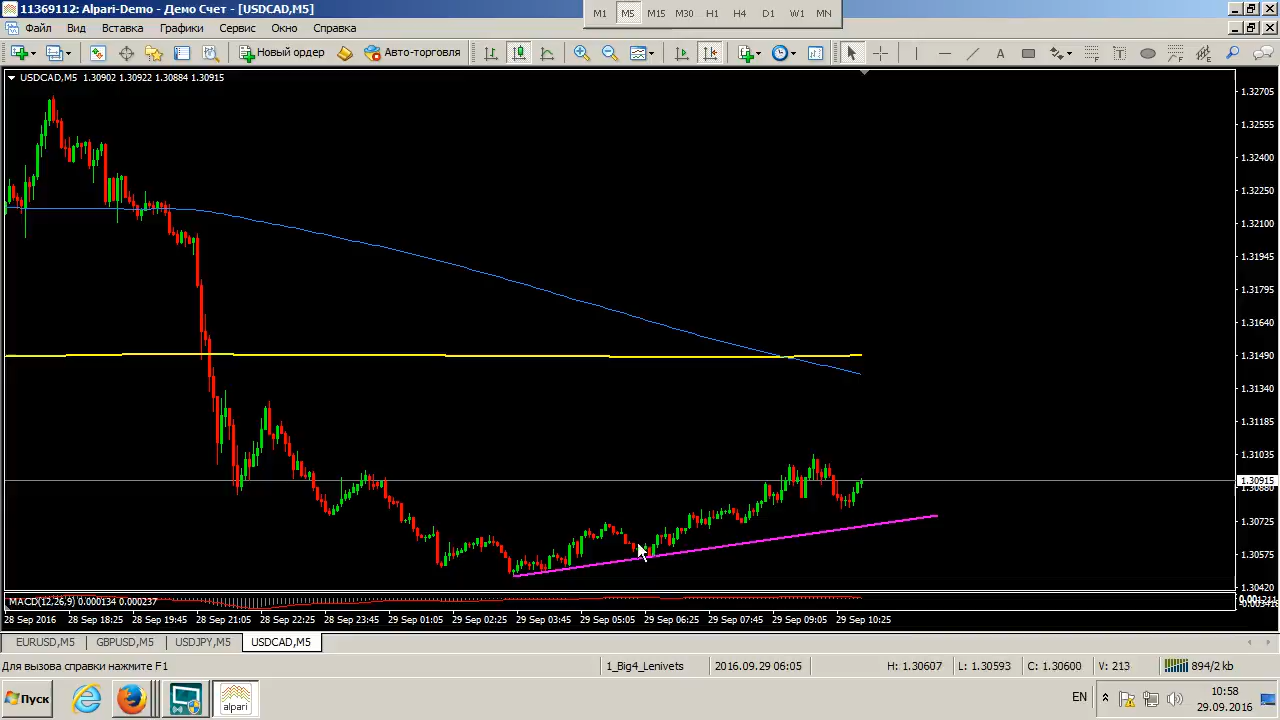 11369112: Alpari-Demo - Демо Счет - [USDCAD,M5]
M1 M5 M15 M30 H1 H4 D1 W1 MN
Файл Вид Вставка Графики Сервис Окно Справка
Новый ордер Авто-торговля
USDCAD,M5 1.30902 1.30922 1.30884 1.30915
1.32705
1.32555
1.32400
1.32250
1.32100
1.31945
1.31795
1.31640
1.31490
1.31340
1.31185
1.31035
1.30915
1.30880
1.30725
1.30575
1.30420
MACD(12,26,9) 0.000134 0.000237
28 Sep 2016 28 Sep 18:25 28 Sep 19:45 28 Sep 21:05 28 Sep 22:25 28 Sep 23:45 29 Sep 01:05 29 Sep 02:25 29 Sep 03:45 29 Sep 05:05 29 Sep 06:25 29 Sep 07:45 29 Sep 09:05 29 Sep 10:25
EURUSD,M5 GBPUSD,M5 USDJPY,M5 USDCAD,M5
Для вызова справки нажмите F1 1_Big4_Lenivets 2016.09.29 06:05 H: 1.30607 L: 1.30593 C: 1.30600 V: 213 894/2 kb
Пуск alpari EN 10:58
29.09.2016